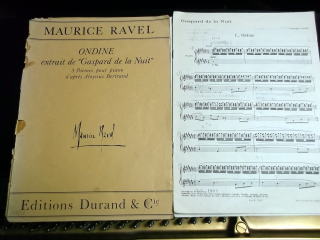 MAURICE RAVEL
ONDINE
extrait de "Gaspard de la Nuit"
3 Poèmes pour piano
d'après Aloysius Bertrand
Maurice Ravel
Editions Durand & Cie
Gaspard de la Nuit
I. Ondine